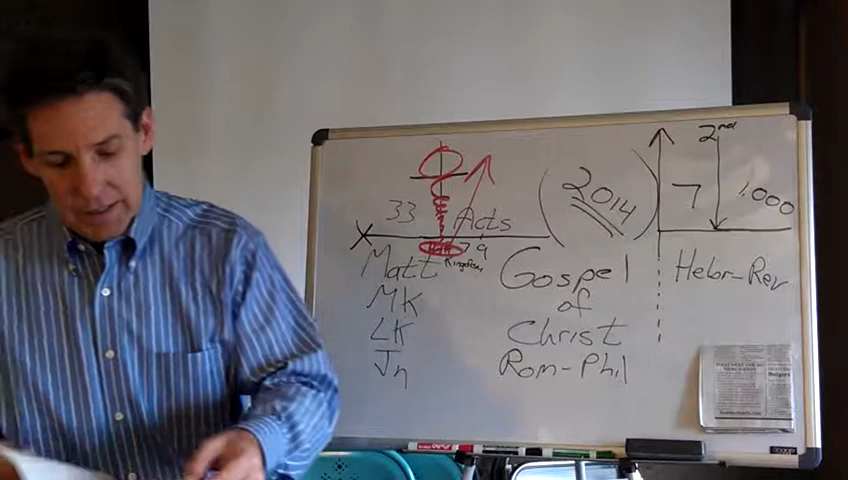 2nd
33
Acts
2014
7
1,000
79
Kingdom
Matt
MK
LK
Jn
Gospel
of
Christ
Rom-Phil
Hebr-Rev